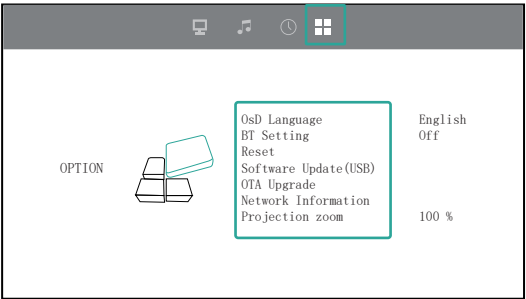 OPTION
OsD Language English
BT Setting Off
Reset
Software Update(USB)
OTA Upgrade
Network Information
Projection zoom 100 %